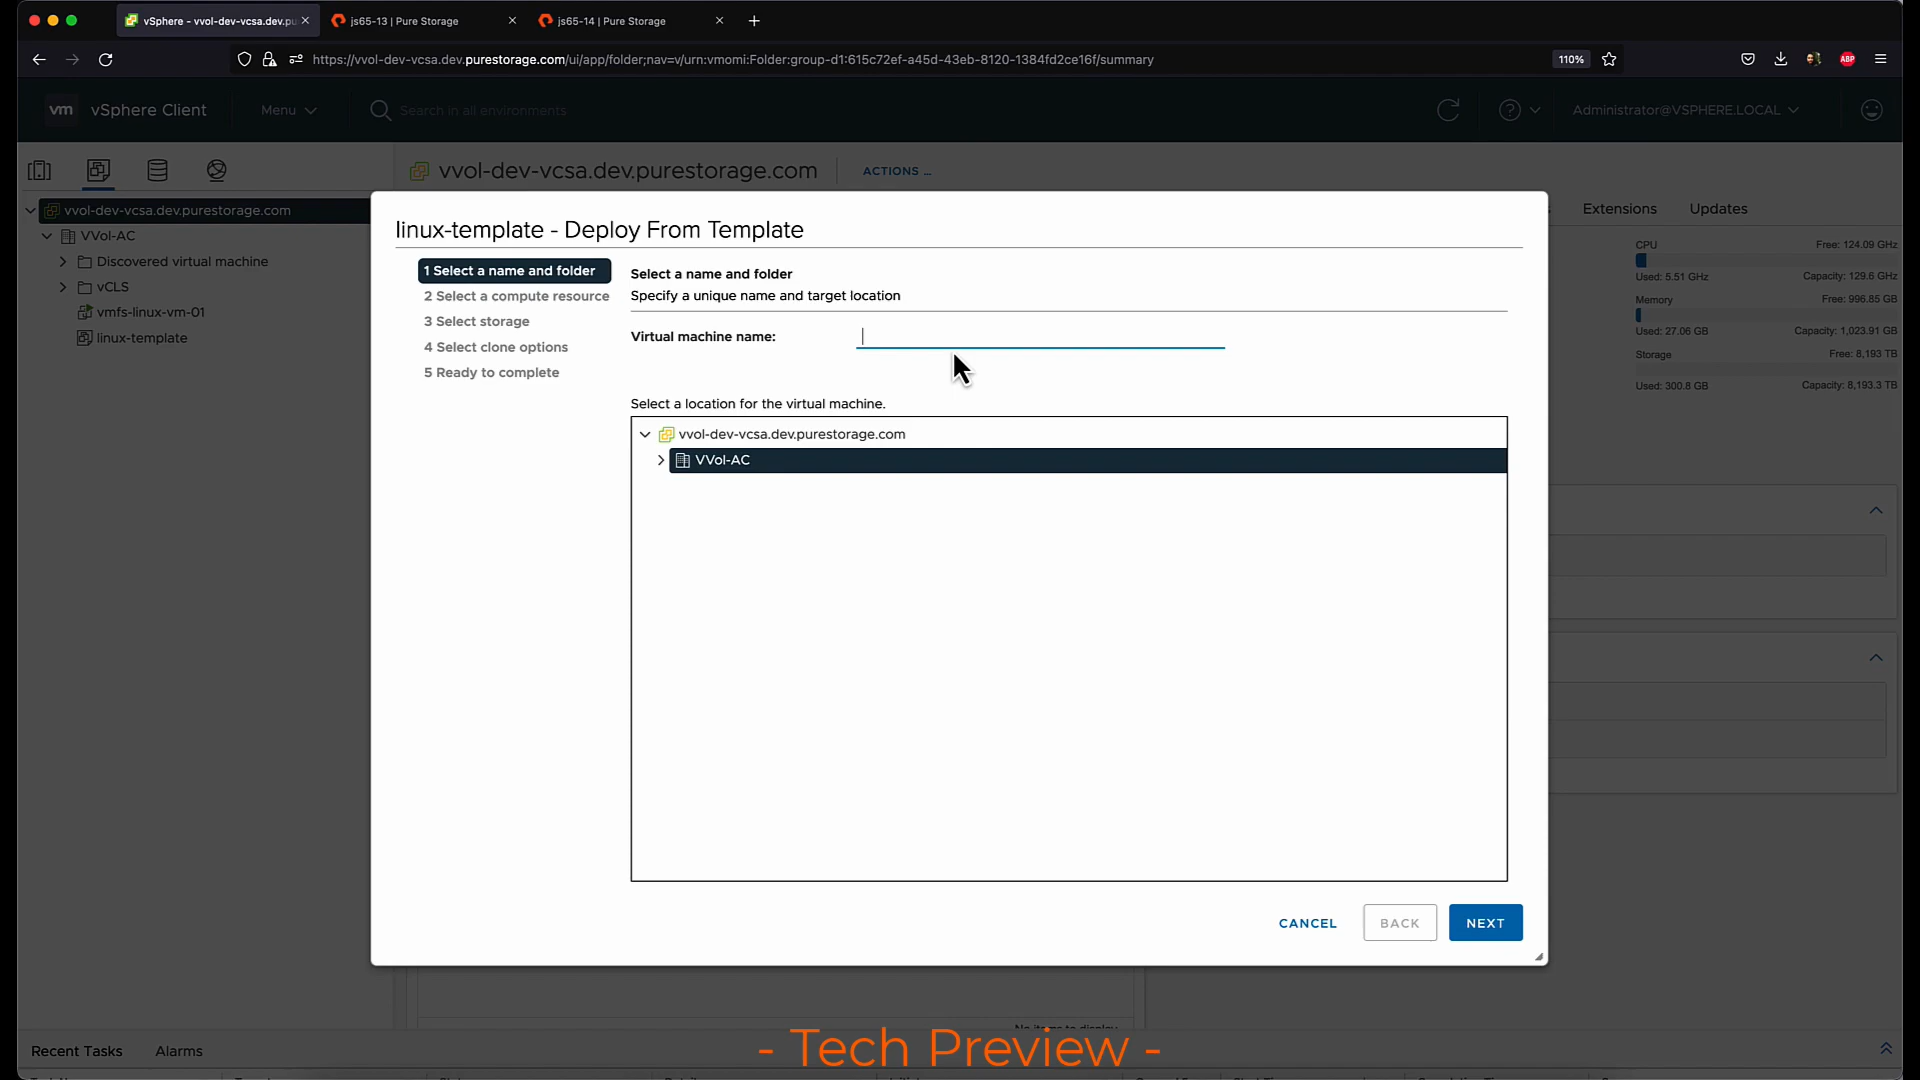 vSphere - vvol-dev-vcsa.dev.pu
js65-13 | Pure Storage
js65-14 | Pure Storage
https://vvol-dev-vcsa.dev.purestorage.com/ui/app/folder;nav=v/urn:vmomi:Folder:group-d1:615c72ef-a45d-43eb-8120-1384fd2ce16f/summary
110%
ABP
vm
vSphere Client
Menu
Search in all environments
Administrator@VSPHERE.LOCAL
vvol-dev-vcsa.dev.purestorage.com
ACTIONS
vvol-dev-vcsa.dev.purestorage.com
VVol-AC
Discovered virtual machine
vCLS
vmfs-linux-vm-01
linux-template
Extensions
Updates
CPU
Free: 124.09 GHz
Used: 5.51 GHz
Capacity: 129.6 GHz
Memory
Free: 996.85 GB
Used: 27.06 GB
Capacity: 1,023.91 GB
Storage
Free: 8,193 TB
Used: 300.8 GB
Capacity: 8,193.3 TB
linux-template - Deploy From Template
1 Select a name and folder
2 Select a compute resource
3 Select storage
4 Select clone options
5 Ready to complete
Select a name and folder
Specify a unique name and target location
Virtual machine name:
Select a location for the virtual machine.
vvol-dev-vcsa.dev.purestorage.com
VVol-AC
CANCEL
BACK
NEXT
No items to display
- Tech Preview -
Recent Tasks
Alarms